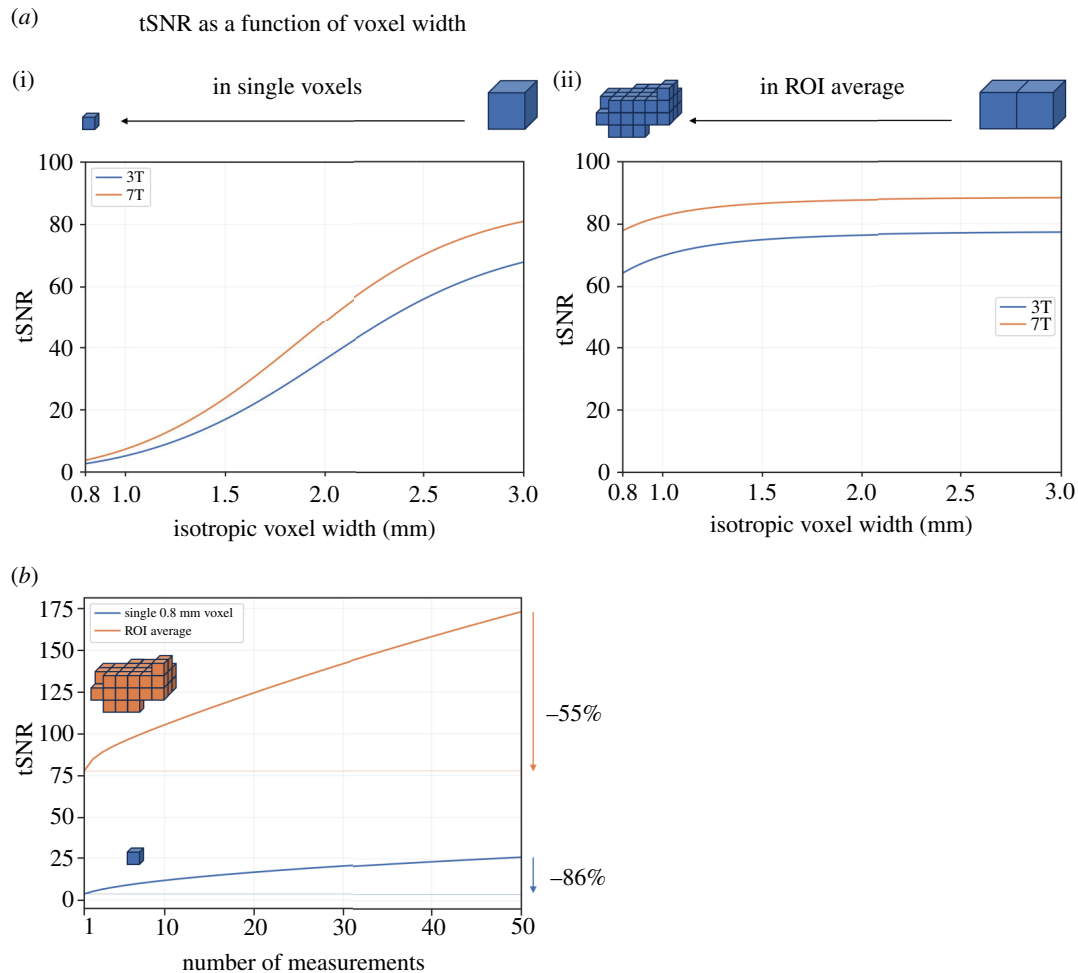 (a)
tSNR as a function of voxel width
(i)
in single voxels
100
80
60
40
20
0
tSNR
3T
7T
0.8 1.0 1.5 2.0 2.5 3.0
isotropic voxel width (mm)
(ii)
in ROI average
100
80
60
40
20
0
tSNR
3T
7T
0.8 1.0 1.5 2.0 2.5 3.0
isotropic voxel width (mm)
(b)
175
150
125
100
75
50
25
0
tSNR
single 0.8 mm voxel
ROI average
–55%
–86%
1 10 20 30 40 50
number of measurements